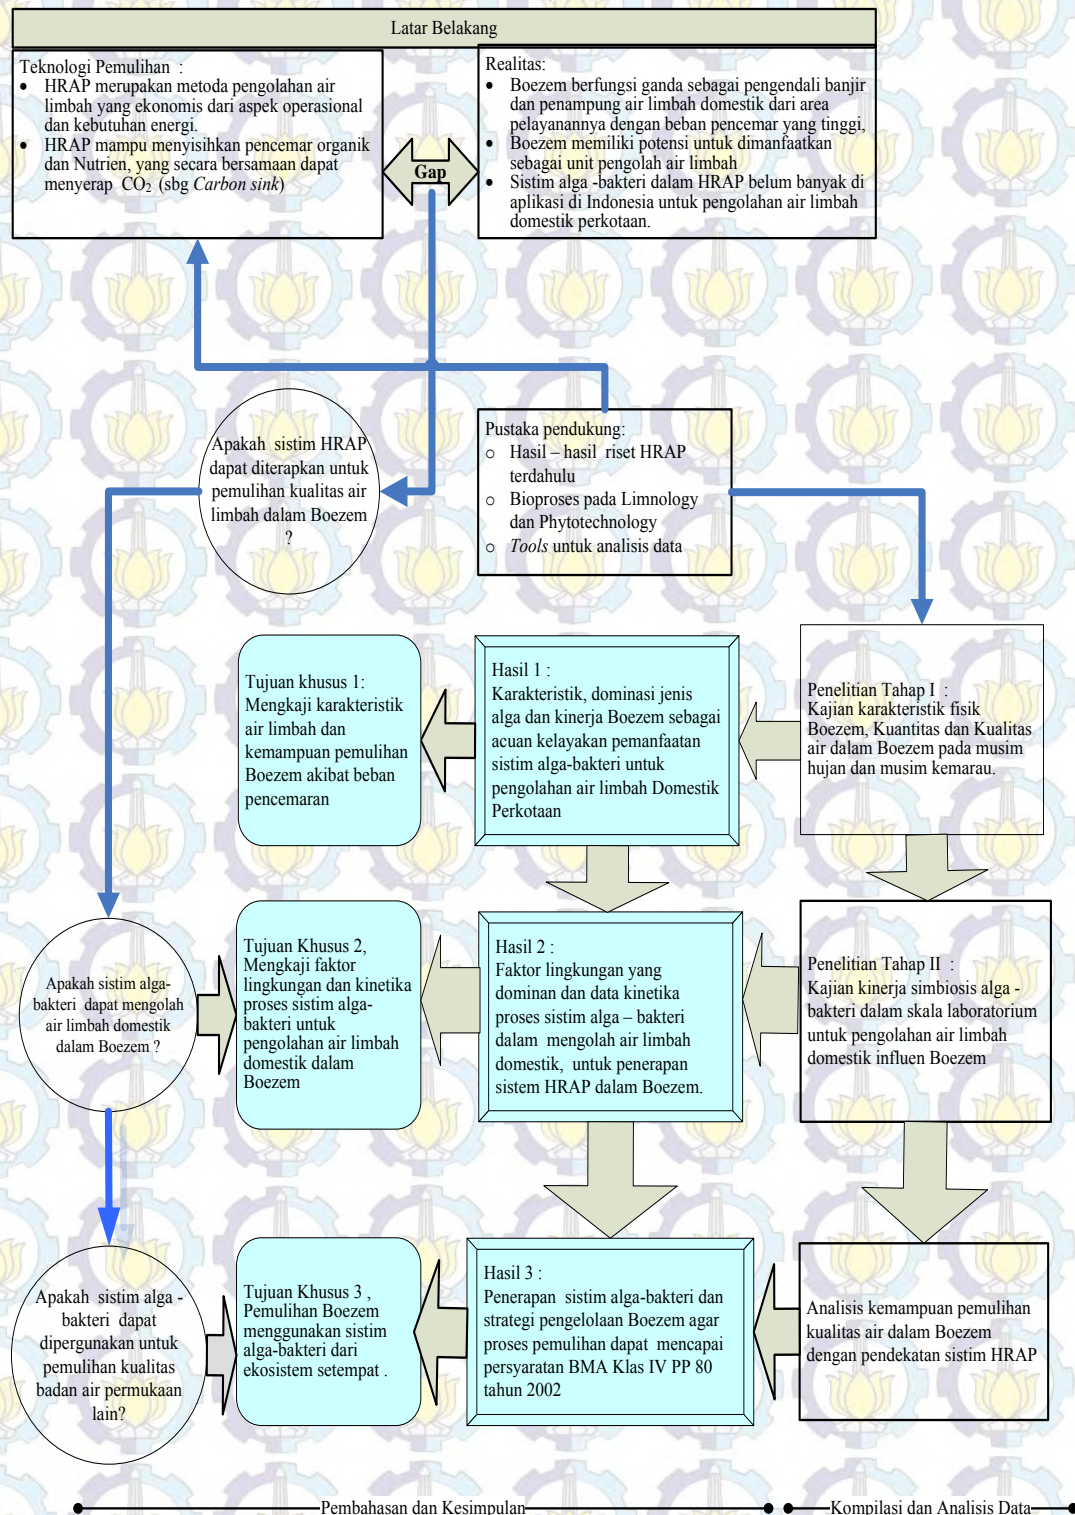 Latar Belakang
Teknologi Pemulihan :
• HRAP merupakan metoda pengolahan air
limbah yang ekonomis dari aspek operasional
dan kebutuhan energi.
• HRAP mampu menyisihkan pencemar organik
dan Nutrien, yang secara bersamaan dapat
menyerap CO₂ (sbg Carbon sink)
Gap
Realitas:
• Boezem berfungsi ganda sebagai pengendali banjir
dan penampung air limbah domestik dari area
pelayanannya dengan beban pencemar yang tinggi,
• Boezem memiliki potensi untuk dimanfaatkan
sebagai unit pengolah air limbah
• Sistim alga -bakteri dalam HRAP belum banyak di
aplikasi di Indonesia untuk pengolahan air limbah
domestik perkotaan.
Apakah sistim HRAP
dapat diterapkan untuk
pemulihan kualitas air
limbah dalam Boezem
?
Pustaka pendukung:
o Hasil – hasil riset HRAP
terdahulu
o Bioproses pada Limnology
dan Phytotechnology
o Tools untuk analisis data
Tujuan khusus 1:
Mengkaji karakteristik
air limbah dan
kemampuan pemulihan
Boezem akibat beban
pencemaran
Hasil 1 :
Karakteristik, dominasi jenis
alga dan kinerja Boezem sebagai
acuan kelayakan pemanfaatan
sistim alga-bakteri untuk
pengolahan air limbah Domestik
Perkotaan
Penelitian Tahap I :
Kajian karakteristik fisik
Boezem, Kuantitas dan Kualitas
air dalam Boezem pada musim
hujan dan musim kemarau.
Apakah sistim alga-
bakteri dapat mengolah
air limbah domestik
dalam Boezem ?
Tujuan Khusus 2,
Mengkaji faktor
lingkungan dan kinetika
proses sistim alga-
bakteri untuk
pengolahan air limbah
domestik dalam
Boezem
Hasil 2 :
Faktor lingkungan yang
dominan dan data kinetika
proses sistim alga – bakteri
dalam mengolah air limbah
domestik, untuk penerapan
sistem HRAP dalam Boezem.
Penelitian Tahap II :
Kajian kinerja simbiosis alga -
bakteri dalam skala laboratorium
untuk pengolahan air limbah
domestik influen Boezem
Apakah sistim alga -
bakteri dapat
dipergunakan untuk
pemulihan kualitas
badan air permukaan
lain?
Tujuan Khusus 3 ,
Pemulihan Boezem
menggunakan sistim
alga-bakteri dari
ekosistem setempat .
Hasil 3 :
Penerapan sistim alga-bakteri dan
strategi pengelolaan Boezem agar
proses pemulihan dapat mencapai
persyaratan BMA Klas IV PP 80
tahun 2002
Analisis kemampuan pemulihan
kualitas air dalam Boezem
dengan pendekatan sistim HRAP
Pembahasan dan Kesimpulan
Kompilasi dan Analisis Data